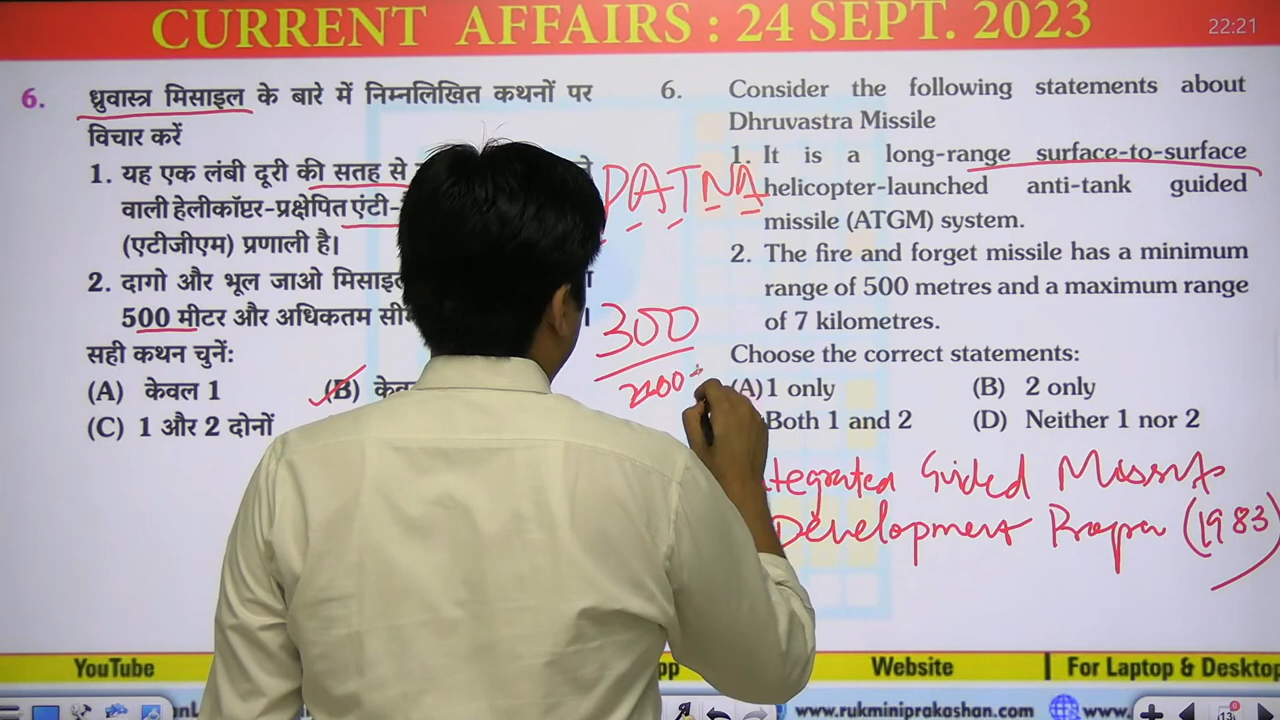 CURRENT AFFAIRS : 24 SEPT. 2023
22:21
6. ध्रुवास्त्र मिसाइल के बारे में निम्नलिखित कथनों पर
विचार करें
1. यह एक लंबी दूरी की सतह से
वाली हेलीकॉप्टर-प्रक्षेपित एंटी-
(एटीजीएम) प्रणाली है।
2. दागो और भूल जाओ मिसाइल
500 मीटर और अधिकतम
सही कथन चुनें:
(A) केवल 1
(B)
(C) 1 और 2 दोनों
PATNA
300
6. Consider the following statements about
Dhruvastra Missile
1. It is a long-range surface-to-surface
helicopter-launched anti-tank guided
missile (ATGM) system.
2. The fire and forget missile has a minimum
range of 500 metres and a maximum range
of 7 kilometres.
Choose the correct statements:
(A) 1 only (B) 2 only
Both 1 and 2 (D) Neither 1 nor 2
Guided
Development (1983)
YouTube
Website
For Laptop &
www.rukminiprakashan.com
www.
13